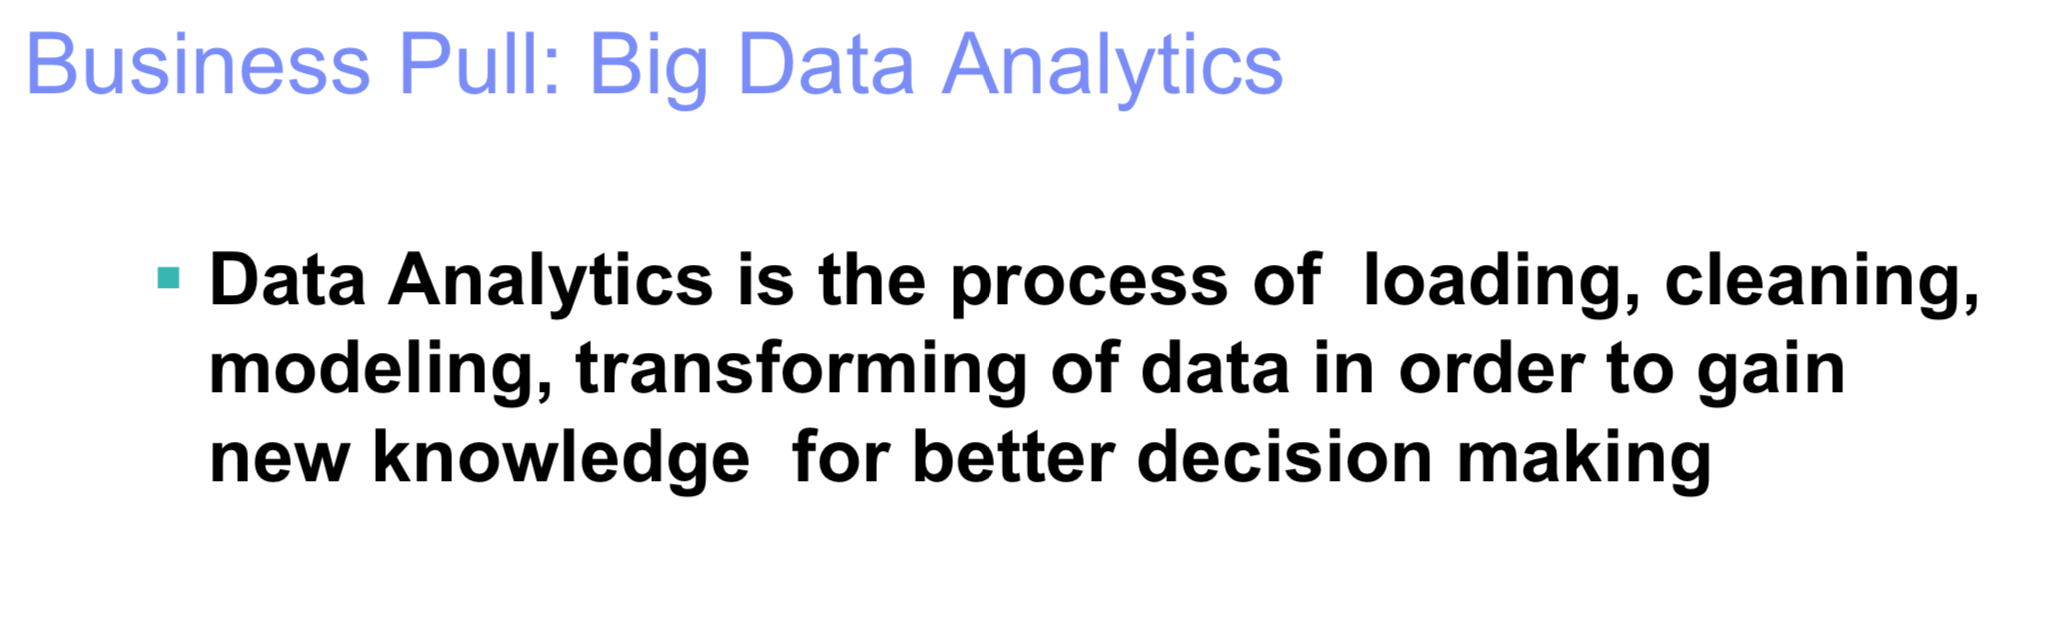 Business Pull: Big Data Analytics
▪ Data Analytics is the process of  loading, cleaning,
modeling, transforming of data in order to gain
new knowledge  for better decision making